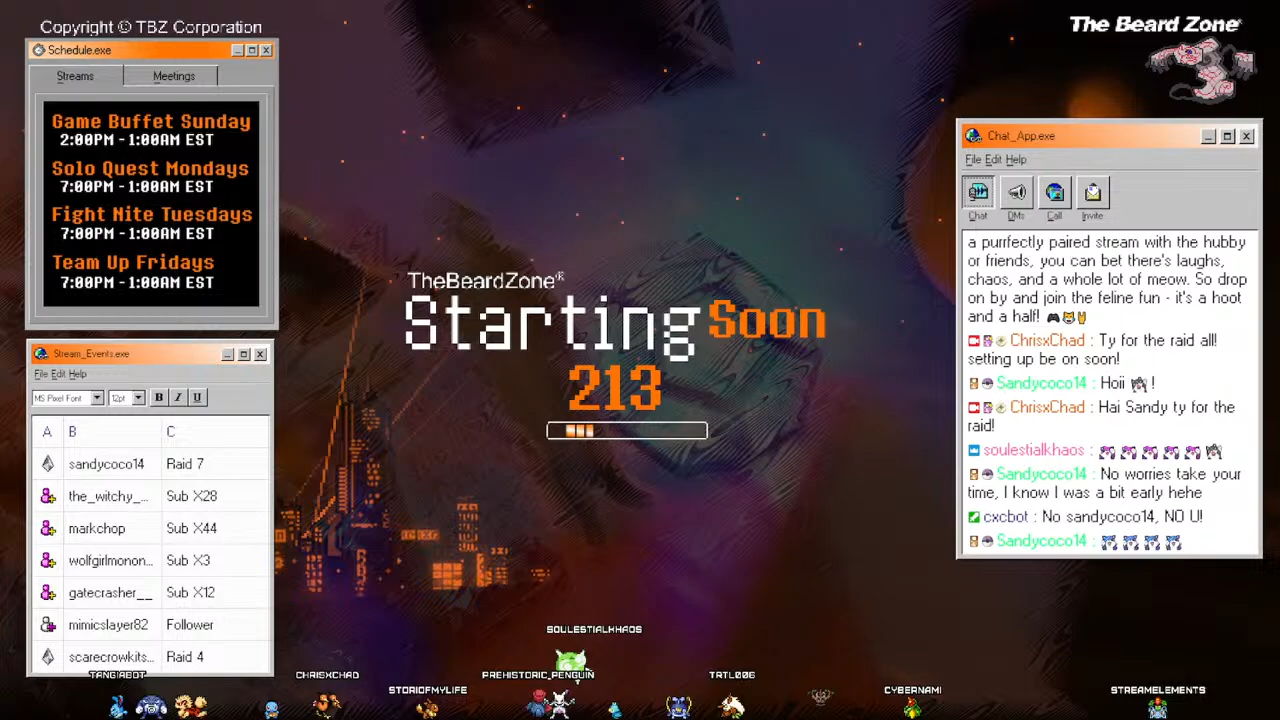 Copyright © TBZ Corporation
Schedule.exe
Streams
Meetings
Game Buffet Sunday
2:00PM - 1:00AM EST
Solo Quest Mondays
7:00PM - 1:00AM EST
Fight Nite Tuesdays
7:00PM - 1:00AM EST
Team Up Fridays
7:00PM - 1:00AM EST
Stream_Events.exe
File Edit Help
MS Pixel Font
12pt
B I U
A B C
sandycoco14 Raid 7
the_witchy_... Sub X28
markchop Sub X44
wolfgirlmonon... Sub X3
gatecrasher__ Sub X12
mimicslayer82 Follower
scarecrowkits... Raid 4
TheBeardZone®
Starting Soon
213
The Beard Zone®
Chat_App.exe
File Edit Help
Chat DMs Call Invite
a purrfectly paired stream with the hubby
or friends, you can bet there's laughs,
chaos, and a whole lot of meow. So drop
on by and join the feline fun - it's a hoot
and a half! 🎮😺🤘
ChrisxChad : Ty for the raid all!
setting up be on soon!
Sandycoco14 : Hoii !
ChrisxChad : Hai Sandy ty for the
raid!
soulestialkhaos :
Sandycoco14 : No worries take your
time, I know I was a bit early hehe
cxcbot : No sandycoco14, NO U!
Sandycoco14 :
SOULESTIALKHAOS
TANGIABOT
CHRISXCHAD
PREHISTORIC_PENGUIN
TRTL006
STORIOFMYLIFE
CYBERNAMI
STREAMELEMENTS